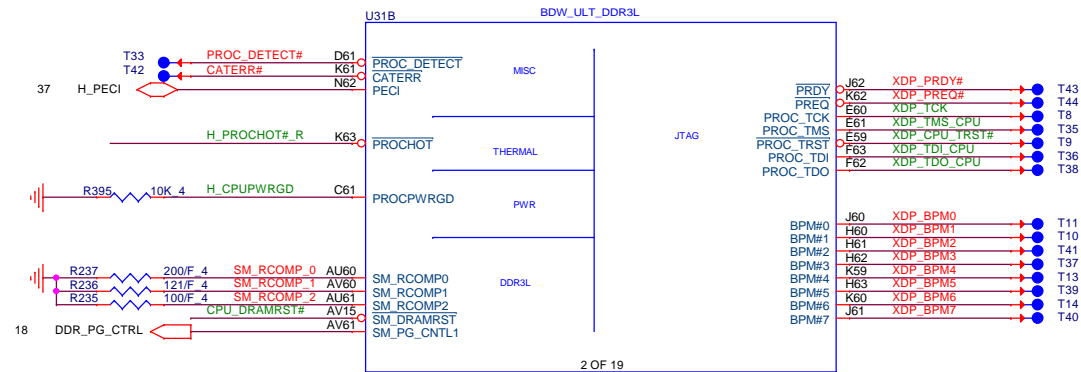 U31B BDW_ULT_DDR3L
T33 PROC_DETECT# D61 PROC_DETECT
T42 CATERR# K61 CATERR
37 H_PECI N62 PECI
MISC
PRDY J62 XDP_PRDY# T43
PREQ K62 XDP_PREQ# T44
PROC_TCK E60 XDP_TCK T8
PROC_TMS E61 XDP_TMS_CPU T35
PROC_TRST E59 XDP_CPU_TRST# T9
PROC_TDI F63 XDP_TDI_CPU T36
PROC_TDO F62 XDP_TDO_CPU T38
JTAG
H_PROCHOT#_R K63 PROCHOT
THERMAL
R395 10K_4 H_CPUPWRGD C61 PROCPWRGD
PWR
BPM#0 J60 XDP_BPM0 T11
BPM#1 H60 XDP_BPM1 T10
BPM#2 H61 XDP_BPM2 T41
BPM#3 H62 XDP_BPM3 T37
BPM#4 K59 XDP_BPM4 T13
BPM#5 H63 XDP_BPM5 T39
BPM#6 K60 XDP_BPM6 T14
BPM#7 J61 XDP_BPM7 T40
R237 200/F_4 SM_RCOMP_0 AU60 SM_RCOMP0
R236 121/F_4 SM_RCOMP_1 AV60 SM_RCOMP1
R235 100/F_4 SM_RCOMP_2 AU61 SM_RCOMP2
DDR3L
CPU_DRAMRST# AV15 SM_DRAMRST
18 DDR_PG_CTRL AV61 SM_PG_CNTL1
2 OF 19